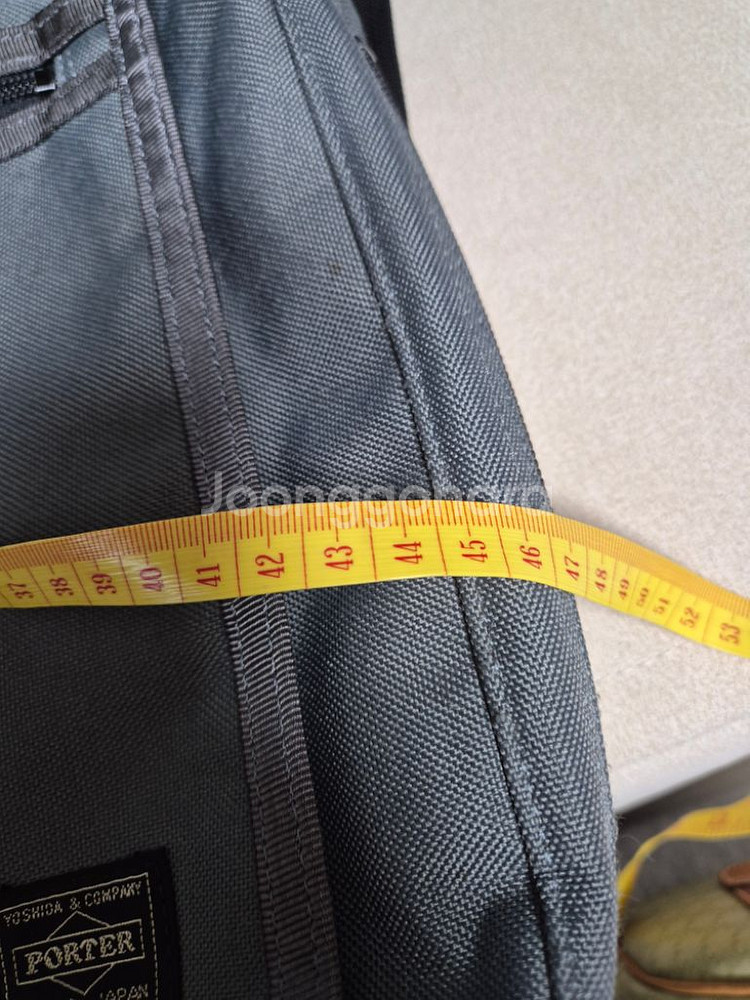 Joonggonara
37 38 39 40 41 42 43 44 45 46 47 48 49 50 51 52 53
YOSHIDA & COMPANY
PORTER
JAPAN